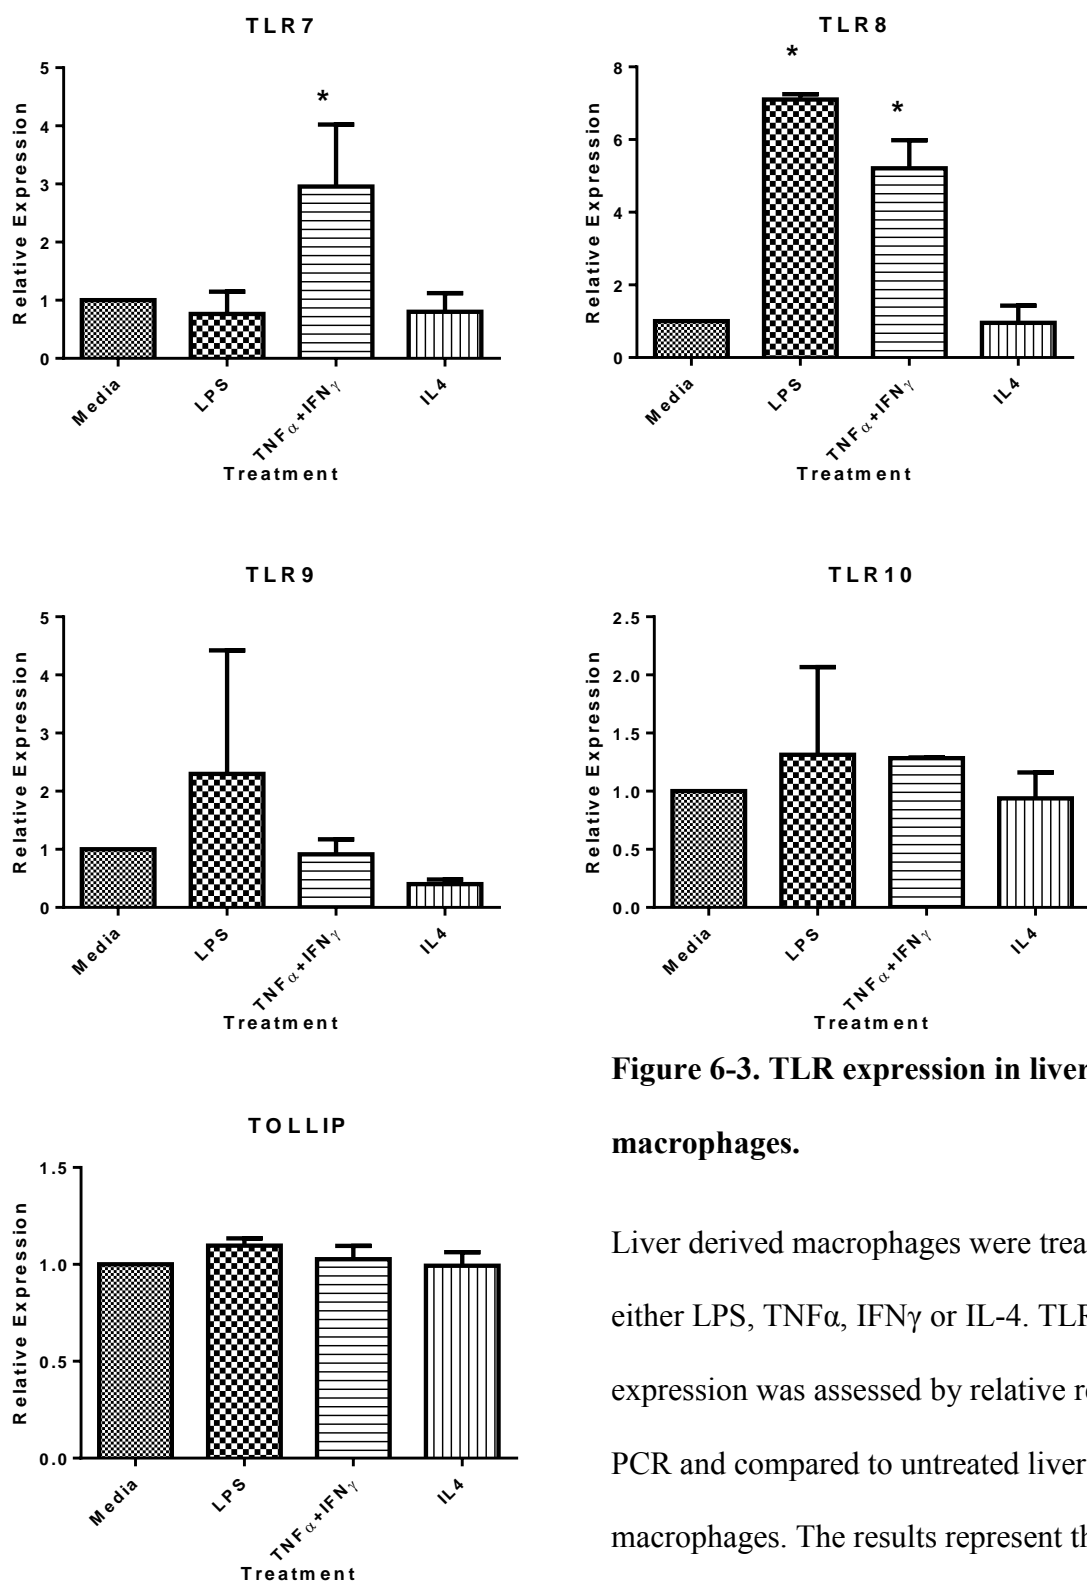 TLR7
*
5
4
3
2
1
0
Relative Expression
Media
LPS
TNFα+IFNγ
IL4
Treatment
TLR8
*
*
8
6
4
2
0
Relative Expression
Media
LPS
TNFα+IFNγ
IL4
Treatment
TLR9
5
4
3
2
1
0
Relative Expression
Media
LPS
TNFα+IFNγ
IL4
Treatment
TLR10
2.5
2.0
1.5
1.0
0.5
0.0
Relative Expression
Media
LPS
TNFα+IFNγ
IL4
Treatment
TOLLIP
1.5
1.0
0.5
0.0
Relative Expression
Media
LPS
TNFα+IFNγ
IL4
Treatment
Figure 6-3. TLR expression in liver
macrophages.
Liver derived macrophages were trea
either LPS, TNFα, IFNγ or IL-4. TLR
expression was assessed by relative r
PCR and compared to untreated liver
macrophages. The results represent th